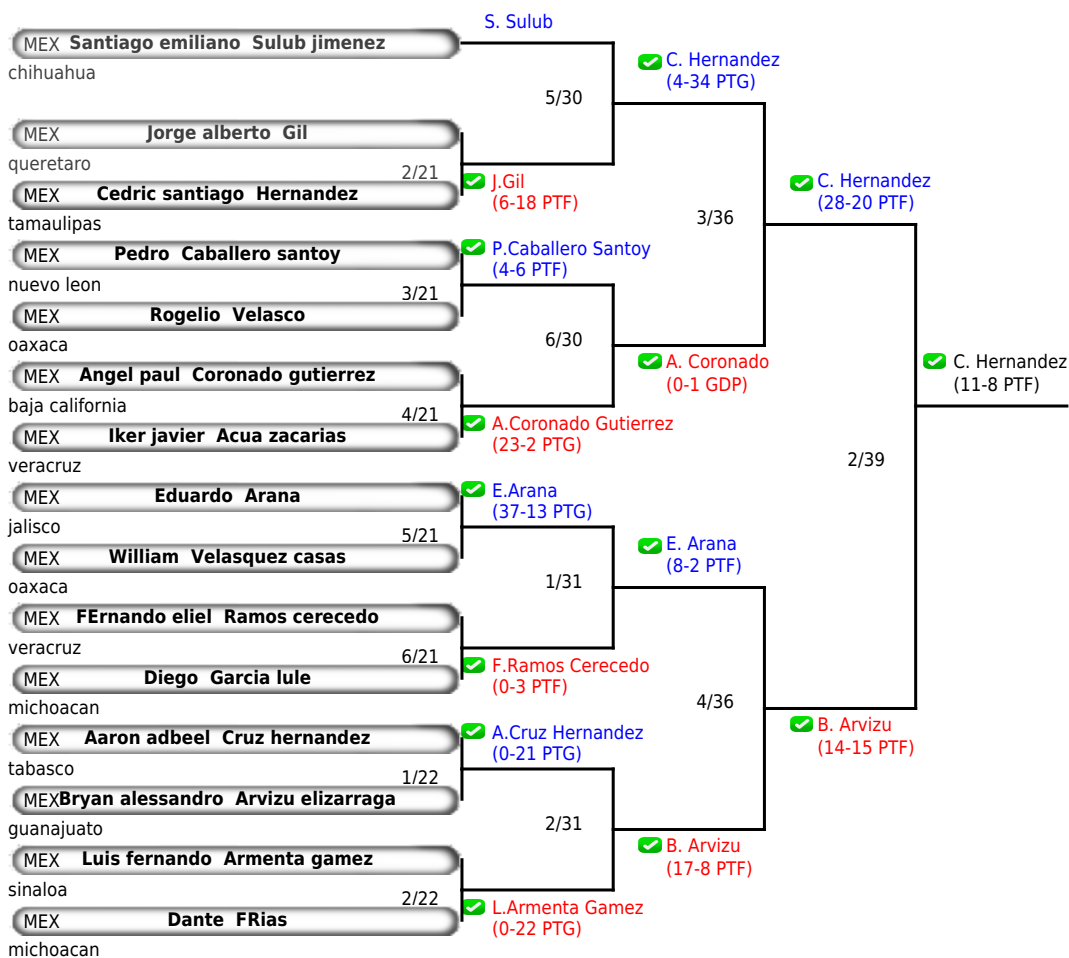 S. Sulub
MEX Santiago emiliano Sulub jimenez
chihuahua
C. Hernandez
(4-34 PTG)
5/30
MEX Jorge alberto Gil
queretaro
2/21
MEX Cedric santiago Hernandez
tamaulipas
J.Gil
(6-18 PTF)
C. Hernandez
(28-20 PTF)
3/36
MEX Pedro Caballero santoy
nuevo leon
P.Caballero Santoy
(4-6 PTF)
3/21
MEX Rogelio Velasco
oaxaca
6/30
MEX Angel paul Coronado gutierrez
baja california
A. Coronado
(0-1 GDP)
C. Hernandez
(11-8 PTF)
4/21
MEX Iker javier Acua zacarias
veracruz
A.Coronado Gutierrez
(23-2 PTG)
2/39
MEX Eduardo Arana
jalisco
E.Arana
(37-13 PTG)
5/21
MEX William Velasquez casas
oaxaca
E. Arana
(8-2 PTF)
1/31
MEX FErnando eliel Ramos cerecedo
veracruz
6/21
MEX Diego Garcia lule
michoacan
F.Ramos Cerecedo
(0-3 PTF)
4/36
MEX Aaron adbeel Cruz hernandez
tabasco
A.Cruz Hernandez
(0-21 PTG)
B. Arvizu
(14-15 PTF)
1/22
MEX Bryan alessandro Arvizu elizarraga
guanajuato
2/31
MEX Luis fernando Armenta gamez
sinaloa
B. Arvizu
(17-8 PTF)
2/22
MEX Dante FRias
michoacan
L.Armenta Gamez
(0-22 PTG)